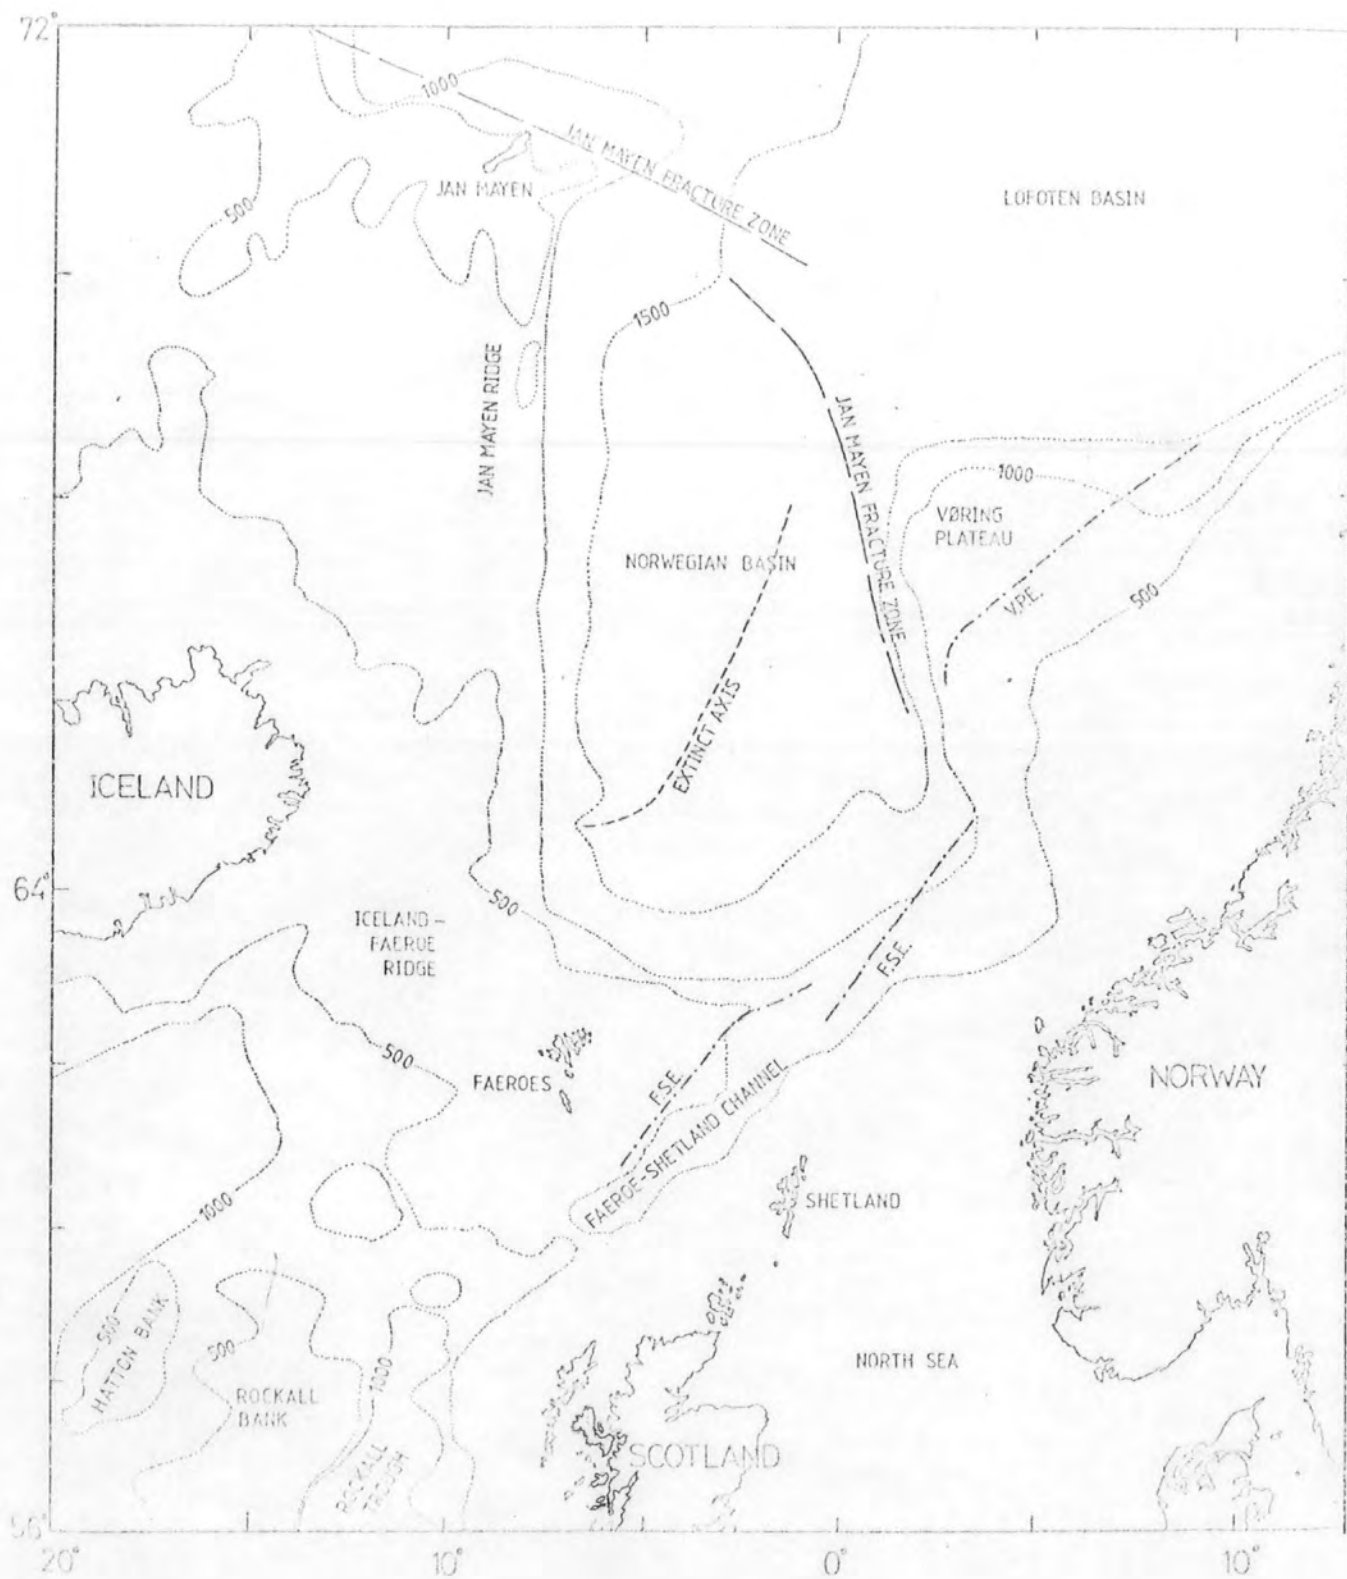 72°
1000
JAN MAYEN FRACTURE ZONE
JAN MAYEN
LOFOTEN BASIN
500
1500
JAN MAYEN RIDGE
JAN MAYEN FRACTURE ZONE
1000
VØRING
PLATEAU
NORWEGIAN BASIN
V.P.E.
500
EXTINCT AXIS
ICELAND
64°
500
ICELAND-
FAEROE
RIDGE
F.S.E.
500
FAEROES
F.S.E.
FAEROE-SHETLAND CHANNEL
NORWAY
1000
SHETLAND
500
HATTON BANK
500
ROCKALL
BANK
1000
NORTH SEA
ROCKALL
TROUGH
SCOTLAND
56°
20°
10°
0°
10°